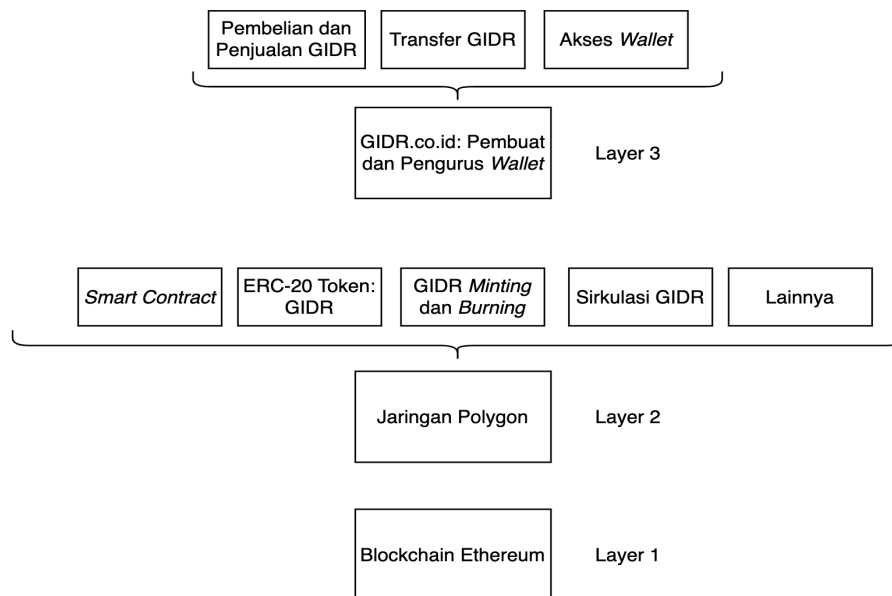 Pembelian dan
Penjualan GIDR
Transfer GIDR
Akses Wallet
GIDR.co.id: Pembuat
dan Pengurus Wallet
Layer 3
Smart Contract
ERC-20 Token:
GIDR
GIDR Minting
dan Burning
Sirkulasi GIDR
Lainnya
Jaringan Polygon
Layer 2
Blockchain Ethereum
Layer 1